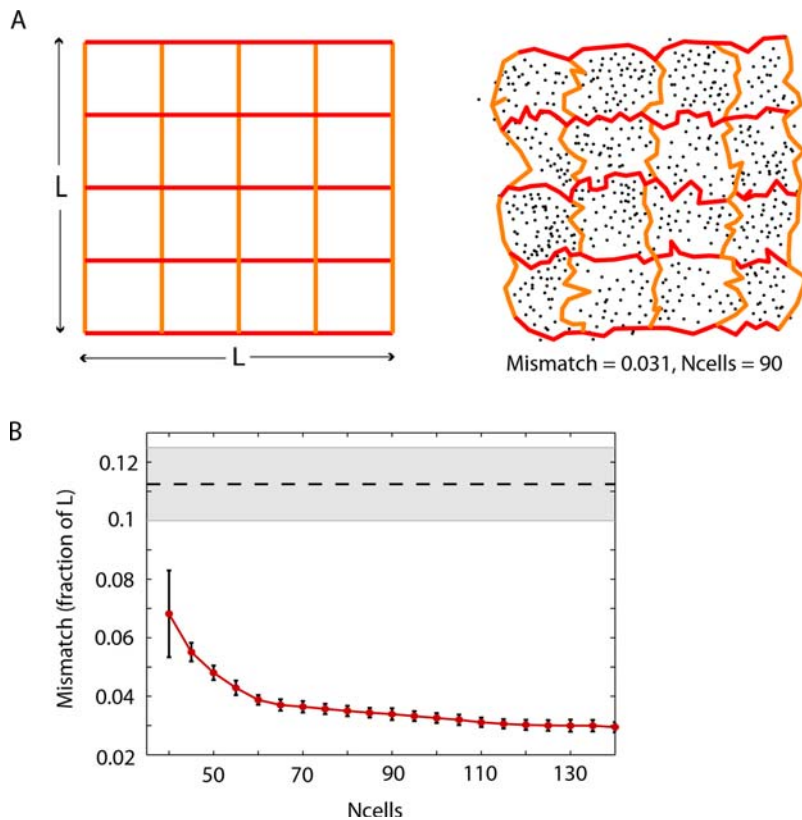 A
L
L
Mismatch = 0.031, Ncells = 90
B
Mismatch (fraction of L)
0.12
0.1
0.08
0.06
0.04
0.02
50 70 90 110 130
Ncells